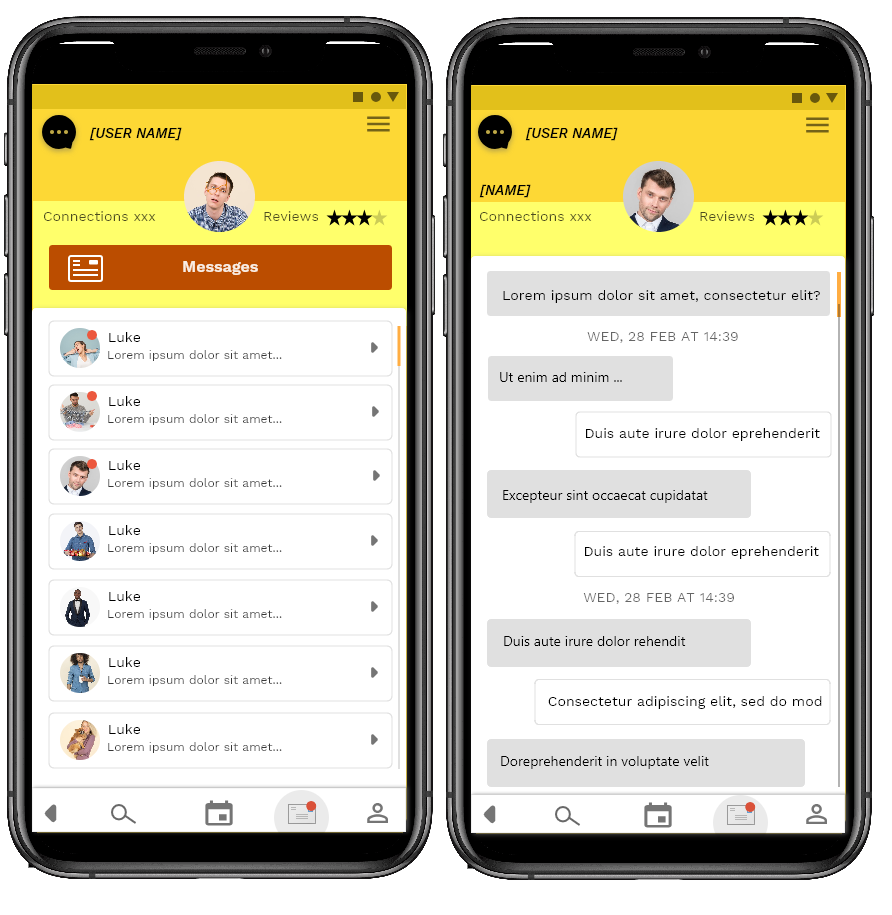 [USER NAME]
Connections xxx
Reviews
Messages
Luke
Lorem ipsum dolor sit amet...
Luke
Lorem ipsum dolor sit amet...
Luke
Lorem ipsum dolor sit amet...
Luke
Lorem ipsum dolor sit amet...
Luke
Lorem ipsum dolor sit amet...
Luke
Lorem ipsum dolor sit amet...
Luke
Lorem ipsum dolor sit amet...
[USER NAME]
[NAME]
Connections xxx
Reviews
Lorem ipsum dolor sit amet, consectetur elit?
WED, 28 FEB AT 14:39
Ut enim ad minim ...
Duis aute irure dolor eprehenderit
Excepteur sint occaecat cupidatat
Duis aute irure dolor eprehenderit
WED, 28 FEB AT 14:39
Duis aute irure dolor rehendit
Consectetur adipiscing elit, sed do mod
Doreprehenderit in voluptate velit